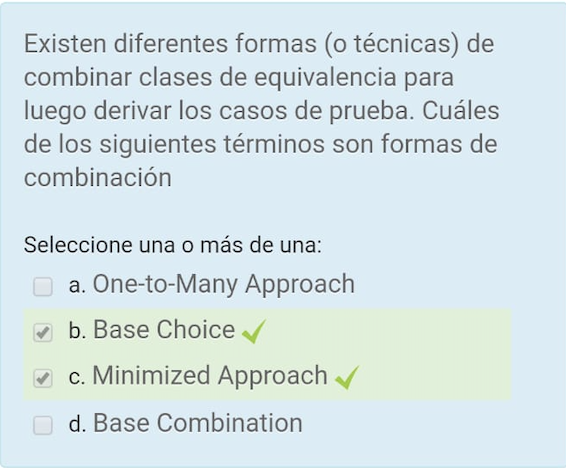 Existen diferentes formas (o técnicas) de
combinar clases de equivalencia para
luego derivar los casos de prueba. Cuáles
de los siguientes términos son formas de
combinación
Seleccione una o más de una:
a. One-to-Many Approach
b. Base Choice
c. Minimized Approach
d. Base Combination